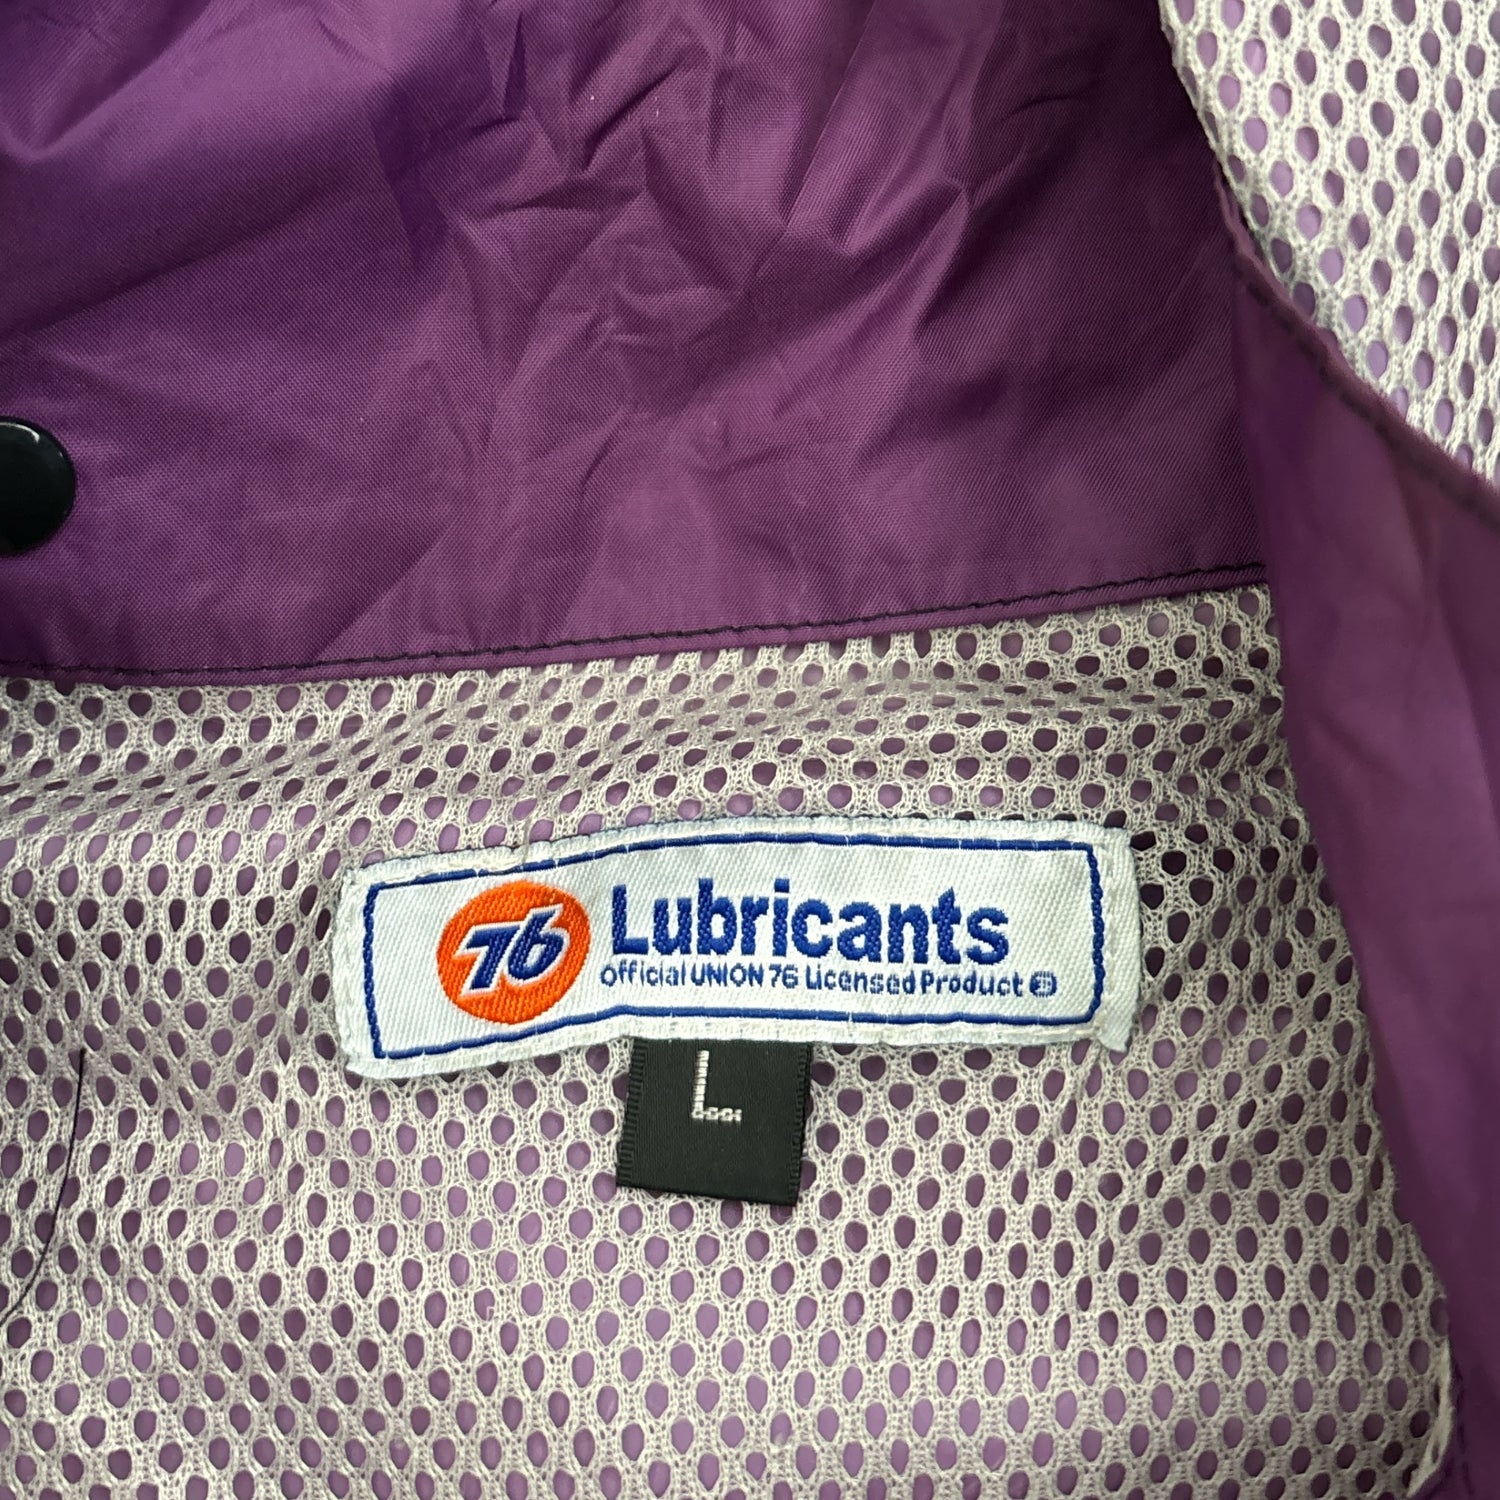 76 Lubricants
Official UNION 76 Licensed Product
L